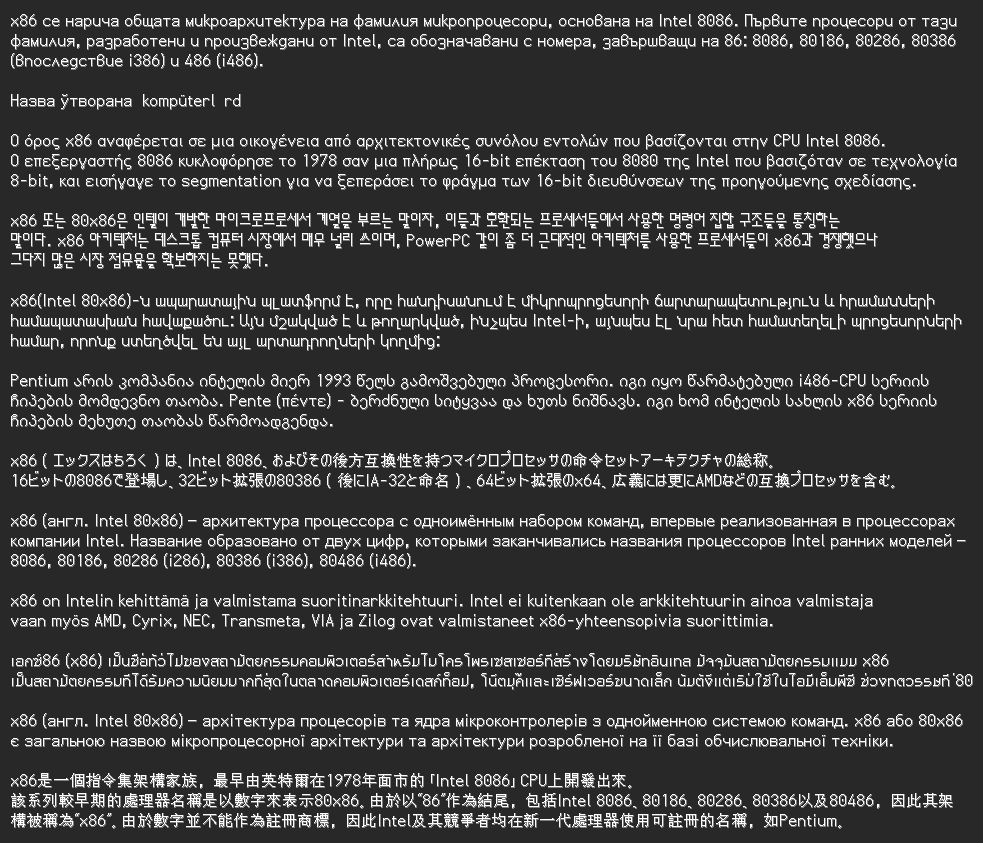 x86 се нарича общата микроархитектура на фамилия микропроцесори, основана на Intel 8086. Първите процесори от тази
фамилия, разработени и произвеждани от Intel, са обозначавани с номера, завършващи на 86: 8086, 80186, 80286, 80386
(впоследствие i386) и 486 (i486).
Назва ўтворана kompüterl rd
Ο όρος x86 αναφέρεται σε μια οικογένεια από αρχιτεκτονικές συνόλου εντολών που βασίζονται στην CPU Intel 8086.
Ο επεξεργαστής 8086 κυκλοφόρησε το 1978 σαν μια πλήρως 16-bit επέκταση του 8080 της Intel που βασιζόταν σε τεχνολογία
8-bit, και εισήγαγε το segmentation για να ξεπεράσει το φράγμα των 16-bit διευθύνσεων της προηγούμενης σχεδίασης.
x86 또는 80x86은 인텔이 개발한 마이크로프로세서 계열을 부르는 말이자, 이들과 호환되는 프로세서들에서 사용한 명령어 집합 구조들을 통칭하는
말이다. x86 아키텍처는 데스크톱 컴퓨터 시장에서 매우 널리 쓰이며, PowerPC 같이 좀 더 근대적인 아키텍처를 사용한 프로세서들이 x86과 경쟁했으나
그다지 많은 시장 점유율을 확보하지는 못했다.
x86(Intel 80x86)-ն ապարատային պլատֆորմ է, որը հանդիսանում է միկրոպրոցեսորի ճարտարապետություն և հրամանների
համապատասխան հավաքածու: Այն մշակված է և թողարկված, ինչպես Intel-ի, այնպես էլ նրա հետ համատեղելի պրոցեսորների
համար, որոնք ստեղծվել են այլ արտադրողների կողմից:
Pentium არის კომპანია ინტელის მიერ 1993 წელს გამოშვებული პროცესორი. იგი იყო წარმატებული i486-CPU სერიის
ჩიპების მომდევნო თაობა. Pente (πέντε) - ბერძნული სიტყვაა და ხუთს ნიშნავს. იგი ხომ ინტელის სახლის x86 სერიის
ჩიპების მეხუთე თაობას წარმოადგენდა.
x86 ( エックスはちろく ) は、Intel 8086、およびその後方互換性を持つマイクロプロセッサの命令セットアーキテクチャの総称。
16ビットの8086で登場し、32ビット拡張の80386 ( 後にIA-32と命名 ) 、64ビット拡張のx64、広義には更にAMDなどの互換プロセッサを含む。
x86 (англ. Intel 80x86) – архитектура процессора с одноимённым набором команд, впервые реализованная в процессорах
компании Intel. Название образовано от двух цифр, которыми заканчивались названия процессоров Intel ранних моделей –
8086, 80186, 80286 (i286), 80386 (i386), 80486 (i486).
x86 on Intelin kehittämä ja valmistama suoritinarkkitehtuuri. Intel ei kuitenkaan ole arkkitehtuurin ainoa valmistaja
vaan myös AMD, Cyrix, NEC, Transmeta, VIA ja Zilog ovat valmistaneet x86-yhteensopivia suorittimia.
เอกซ์86 (x86) เป็นชื่อทั่วไปของสถาปัตยกรรมคอมพิวเตอร์สำหรับไมโครโพรเซสเซอร์ที่สร้างโดยบริษัทอินเทล ปัจจุบันสถาปัตยกรรมแบบ x86
เป็นสถาปัตยกรรมที่ได้รับความนิยมมากที่สุดในตลาดคอมพิวเตอร์เดสก์ท็อป, โน๊ตบุ๊คและเซิร์ฟเวอร์ขนาดเล็ก นับตั้งแต่เริ่มใช้ในไอบีเอ็มพีซี ช่วงทศวรรษที่ '80
x86 (англ. Intel 80x86) – архітектура процесорів та ядра мікроконтролерів з однойменною системою команд. x86 або 80x86
є загальною назвою мікропроцесорної архітектури та архітектури розробленої на її базі обчислювальної техніки.
x86是一個指令集架構家族，最早由英特爾在1978年面市的「Intel 8086」CPU上開發出來。
該系列較早期的處理器名稱是以數字來表示80x86。由於以“86”作為結尾，包括Intel 8086、80186、80286、80386以及80486，因此其架
構被稱為“x86”。由於數字並不能作為註冊商標，因此Intel及其競爭者均在新一代處理器使用可註冊的名稱，如Pentium。